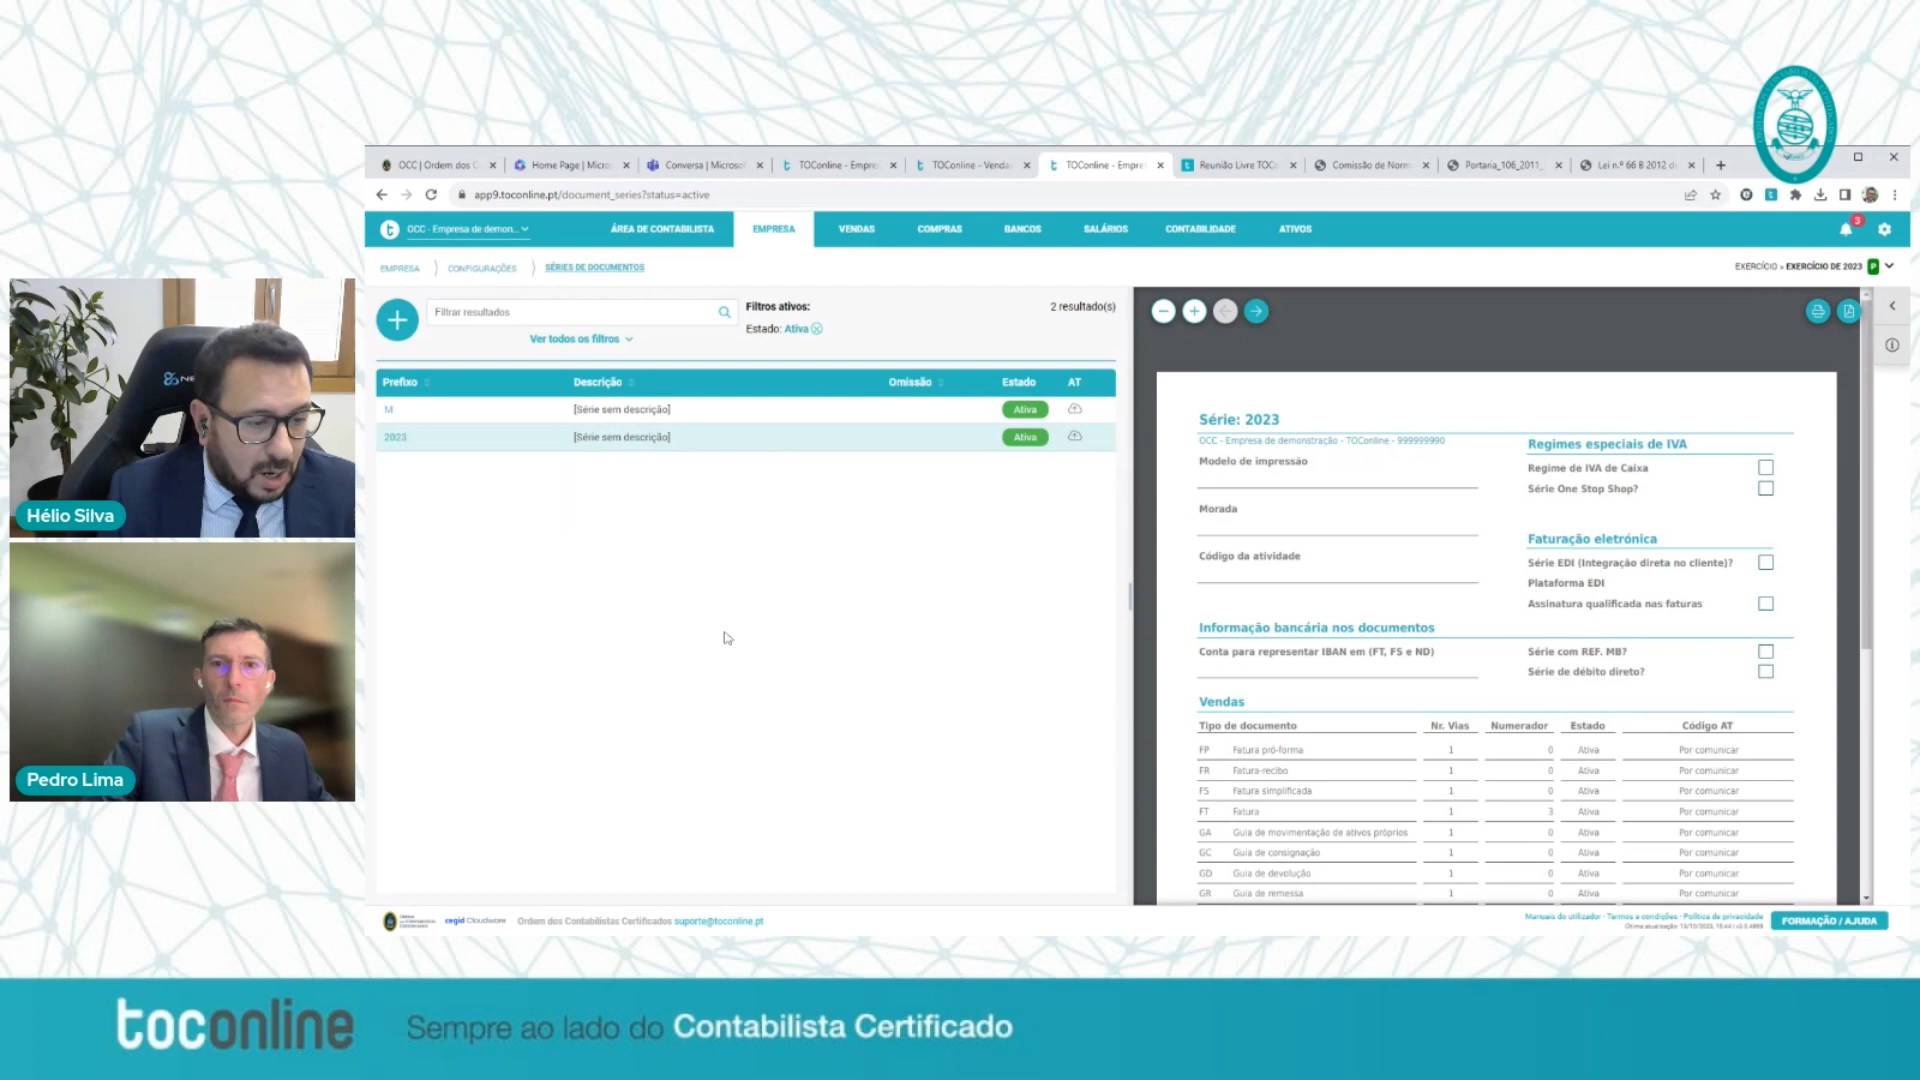 OCC | Ordem dos C
Home Page | Micro
Conversa | Microsof
TOConline - Empre
TOConline - Venda
TOConline - Empre
Reunião Livre TOC
Comissão de Norm
Portaria_106_2011_
Lei n.º 66 B 2012 d
app9.toconline.pt/document_series?status=active
OCC - Empresa de demon...
ÁREA DE CONTABILISTA
EMPRESA
VENDAS
COMPRAS
BANCOS
SALÁRIOS
CONTABILIDADE
ATIVOS
3
EMPRESA
CONFIGURAÇÕES
SÉRIES DE DOCUMENTOS
EXERCÍCIO » EXERCÍCIO DE 2023 P
Filtrar resultados
Ver todos os filtros
Filtros ativos:
Estado: Ativa
2 resultado(s)
Prefixo Descrição Omissão Estado AT
M [Série sem descrição] Ativa
2023 [Série sem descrição] Ativa
Série: 2023
OCC - Empresa de demonstração - TOConline - 999999990
Modelo de impressão
Morada
Código da atividade
Regimes especiais de IVA
Regime de IVA de Caixa
Série One Stop Shop?
Faturação eletrónica
Série EDI (Integração direta no cliente)?
Plataforma EDI
Assinatura qualificada nas faturas
Informação bancária nos documentos
Conta para representar IBAN em (FT, FS e ND)
Série com REF. MB?
Série de débito direto?
Vendas
Tipo de documento Nr. Vias Numerador Estado Código AT
FP Fatura pró-forma 1 0 Ativa Por comunicar
FR Fatura-recibo 1 0 Ativa Por comunicar
FS Fatura simplificada 1 0 Ativa Por comunicar
FT Fatura 1 3 Ativa Por comunicar
GA Guia de movimentação de ativos próprios 1 0 Ativa Por comunicar
GC Guia de consignação 1 0 Ativa Por comunicar
GD Guia de devolução 1 0 Ativa Por comunicar
GR Guia de remessa 1 0 Ativa Por comunicar
cegid Cloudware
Ordem dos Contabilistas Certificados suporte@toconline.pt
Manuais do utilizador - Termos e condições - Política de privacidade
FORMAÇÃO / AJUDA
NE
Hélio Silva
Pedro Lima
toconline
Sempre ao lado do Contabilista Certificado